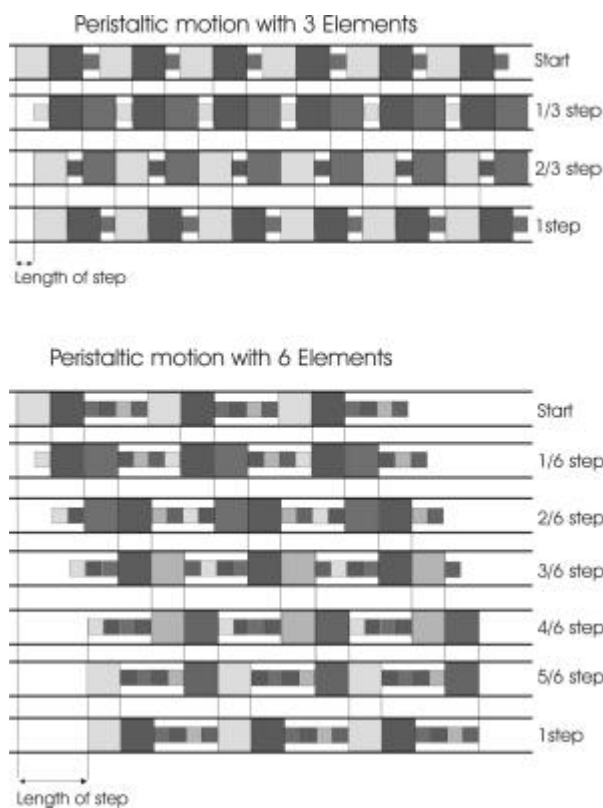 Peristaltic motion with 3 Elements
Start
1/3 step
2/3 step
1step
Length of step
Peristaltic motion with 6 Elements
Start
1/6 step
2/6 step
3/6 step
4/6 step
5/6 step
1step
Length of step